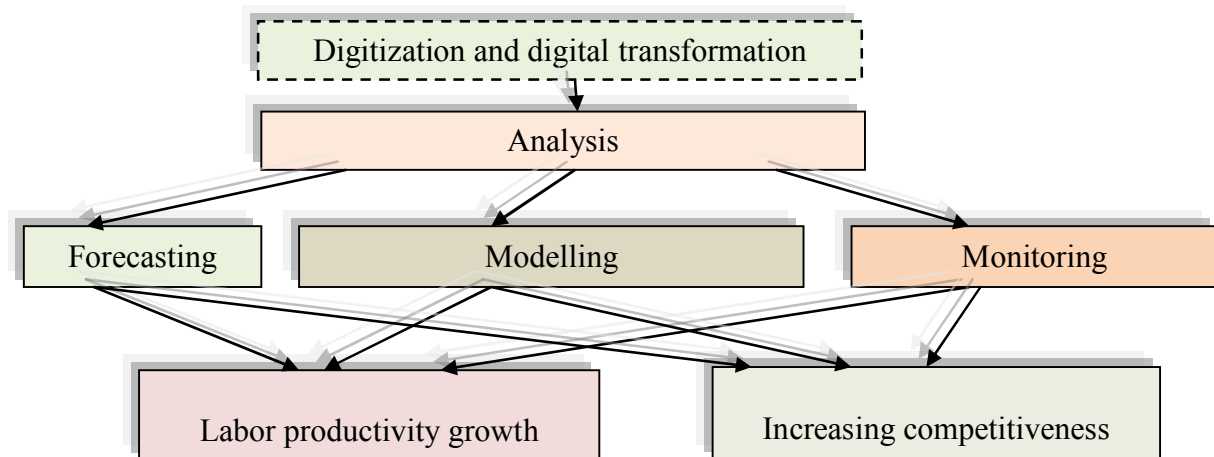 Digitization and digital transformation
Analysis
Forecasting
Modelling
Monitoring
Labor productivity growth
Increasing competitiveness